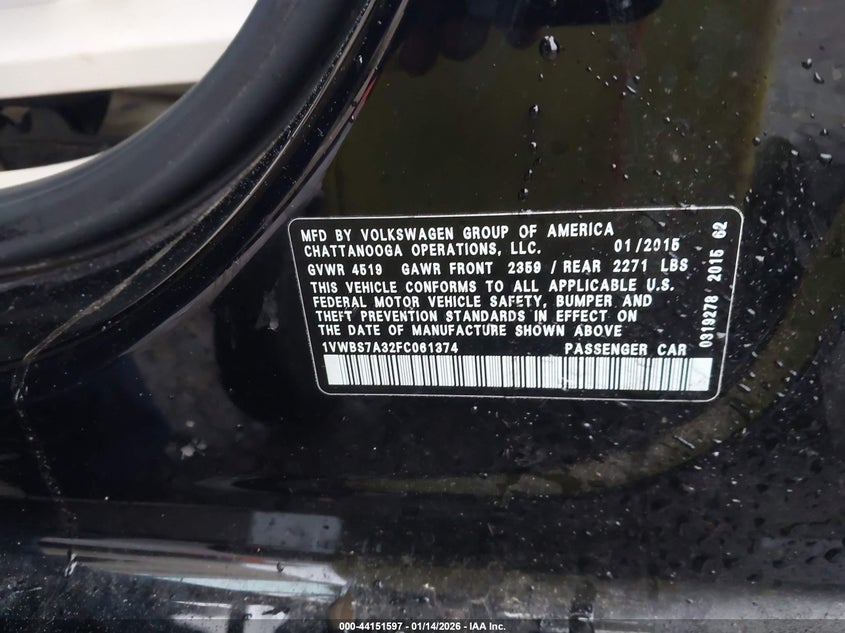 MFD BY VOLKSWAGEN GROUP OF AMERICA
CHATTANOOGA OPERATIONS, LLC. 01/2015
GVWR 4519 GAWR FRONT 2359 / REAR 2271 LBS
THIS VEHICLE CONFORMS TO ALL APPLICABLE U.S.
FEDERAL MOTOR VEHICLE SAFETY, BUMPER AND
THEFT PREVENTION STANDARDS IN EFFECT ON
THE DATE OF MANUFACTURE SHOWN ABOVE
1VWBS7A32FC061374 PASSENGER CAR
0319278 2015 62
000-44151597 - 01/14/2026 - IAA Inc.